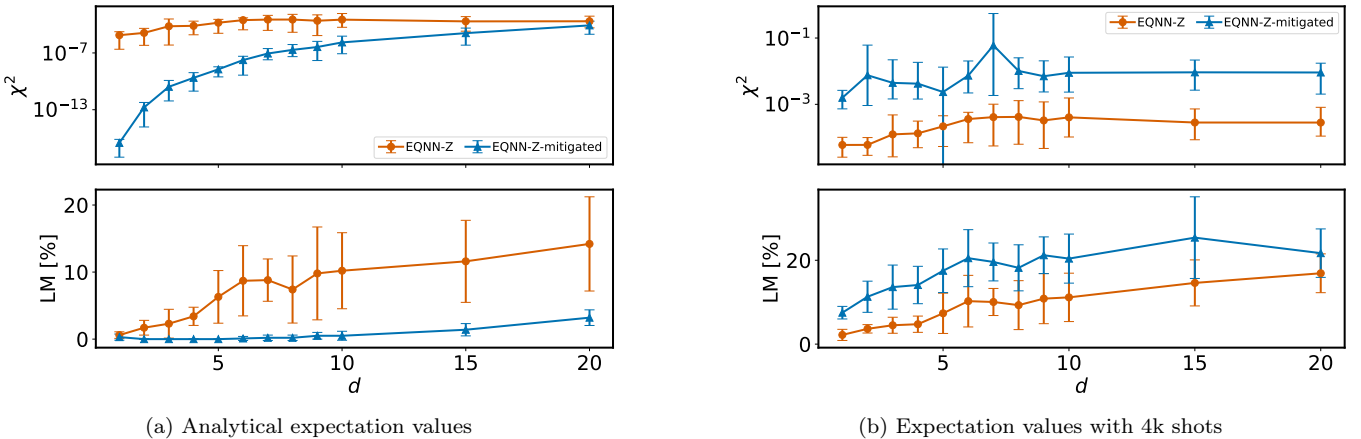 χ²
10⁻⁷
10⁻¹³
EQNN-Z
EQNN-Z-mitigated
LM [%]
20
10
0
5
10
15
20
d
(a) Analytical expectation values
χ²
10⁻¹
10⁻³
EQNN-Z
EQNN-Z-mitigated
LM [%]
20
0
5
10
15
20
d
(b) Expectation values with 4k shots